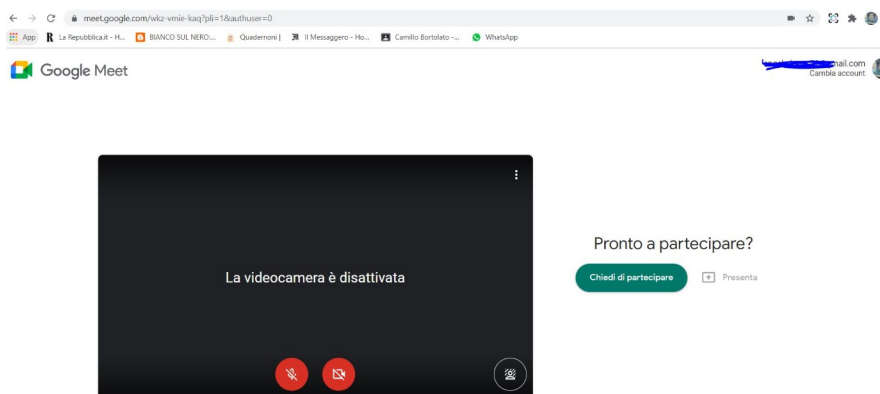 meet.google.com/wkz-vmie-kaq?pli=1&authuser=0
App La Repubblica.it - H... BIANCO SUL NERO:... Quadernoni | Il Messaggero - Ho... Camillo Bortolato -... WhatsApp
Google Meet
mail.com
Cambia account
La videocamera è disattivata
Pronto a partecipare?
Chiedi di partecipare Presenta